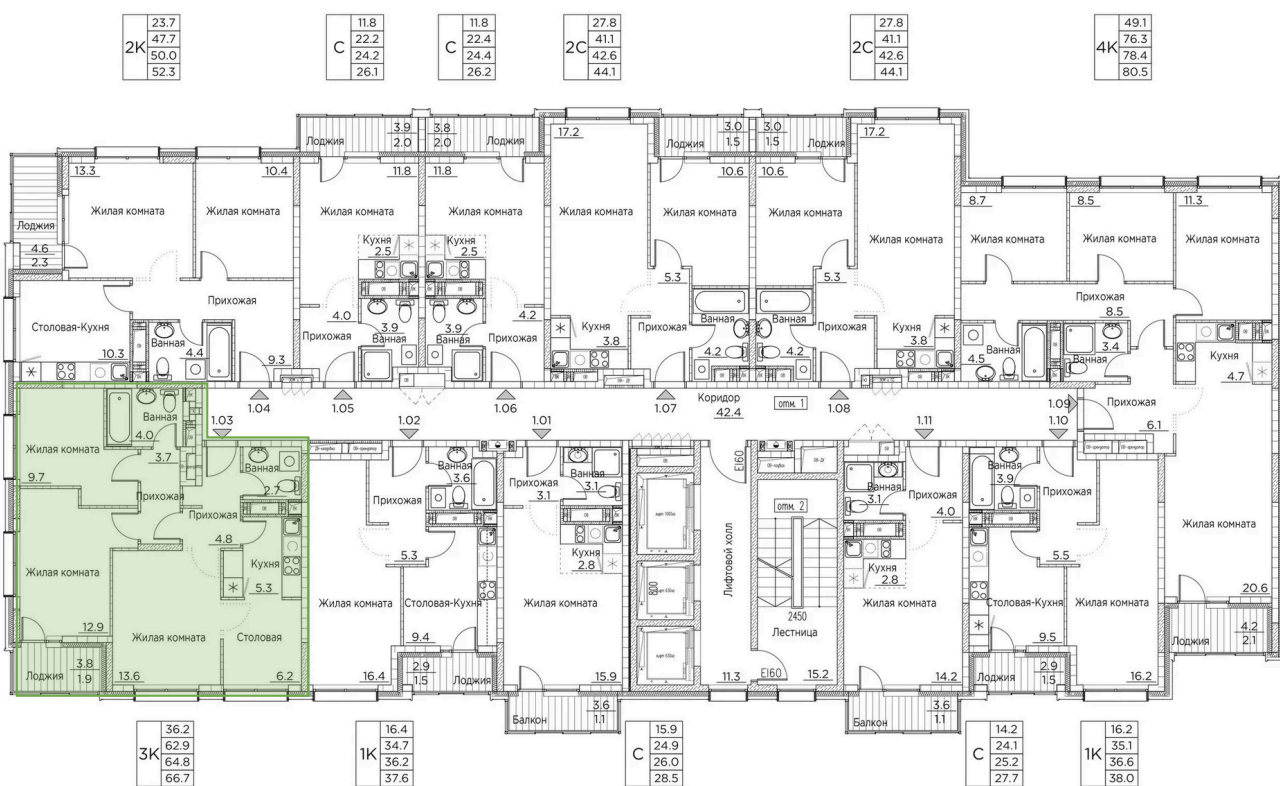 2К 23.7
47.7
50.0
52.3
С 11.8
22.2
24.2
26.1
С 11.8
22.4
24.4
26.2
2С 27.8
41.1
42.6
44.1
2С 27.8
41.1
42.6
44.1
4К 49.1
76.3
78.4
80.5
Лоджия 3.9
2.0
3.8 Лоджия
2.0
17.2
Лоджия 3.0
1.5
3.0 Лоджия
1.5
17.2
13.3
Жилая комната
10.4
Жилая комната
11.8
Жилая комната
11.8
Жилая комната
Жилая комната
10.6
Жилая комната
10.6
Жилая комната
Жилая комната
8.7
Жилая комната
8.5
Жилая комната
11.3
Жилая комната
Лоджия
4.6
2.3
Кухня
2.5
Кухня
2.5
5.3
5.3
Столовая-Кухня
10.3
Прихожая
9.3
Ванная
4.4
4.0
Прихожая
3.9
Ванная
3.9
Ванная
4.2
Прихожая
Кухня
3.8
Прихожая
Ванная
4.2
Ванная
4.2
Прихожая
Кухня
3.8
Прихожая
8.5
Ванная
4.5
3.4
Ванная
Кухня
4.7
Прихожая
6.1
1.03
1.04
1.05
1.02
1.06
1.01
1.07
Коридор
42.4
отм. 1
1.08
1.11
1.09
1.10
Жилая комната
9.7
Ванная
4.0
3.7
Прихожая
Ванная
2.7
Прихожая
4.8
Кухня
5.3
Жилая комната
12.9
Жилая комната
13.6
Столовая
6.2
Лоджия 3.8
1.9
Прихожая
5.3
Ванная
3.6
Жилая комната
16.4
Столовая-Кухня
9.4
2.9 Лоджия
1.5
Прихожая
3.1
Ванная
3.1
Кухня
2.8
Жилая комната
15.9
Балкон 3.6
1.1
EI60
Лифтовой холл
11.3
800
отм. 2
2450
Лестница
EI60
15.2
Ванная
3.1
Прихожая
4.0
Кухня
2.8
Жилая комната
14.2
Балкон 3.6
1.1
Ванная
3.9
Прихожая
5.5
Столовая-Кухня
9.5
Жилая комната
16.2
Лоджия 2.9
1.5
Жилая комната
20.6
Лоджия 4.2
2.1
3К 36.2
62.9
64.8
66.7
1К 16.4
34.7
36.2
37.6
С 15.9
24.9
26.0
28.5
С 14.2
24.1
25.2
27.7
1К 16.2
35.1
36.6
38.0